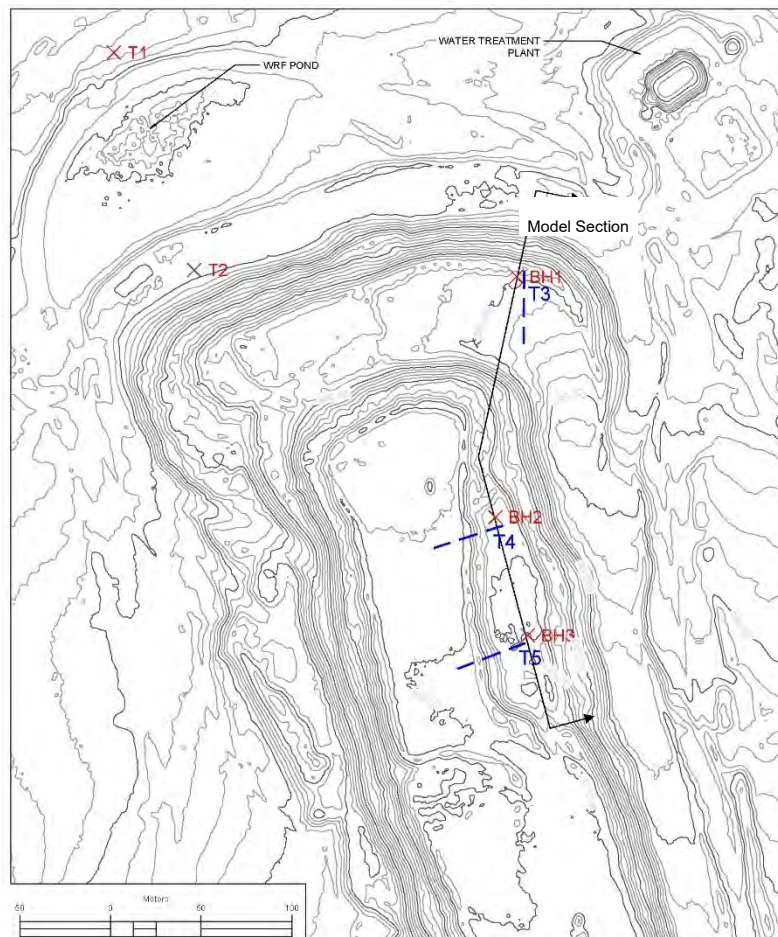 T1
WATER TREATMENT
PLANT
WRF POND
Model Section
T2
BH1
T3
BH2
T4
BH3
T5
Meters
50 0 50 100